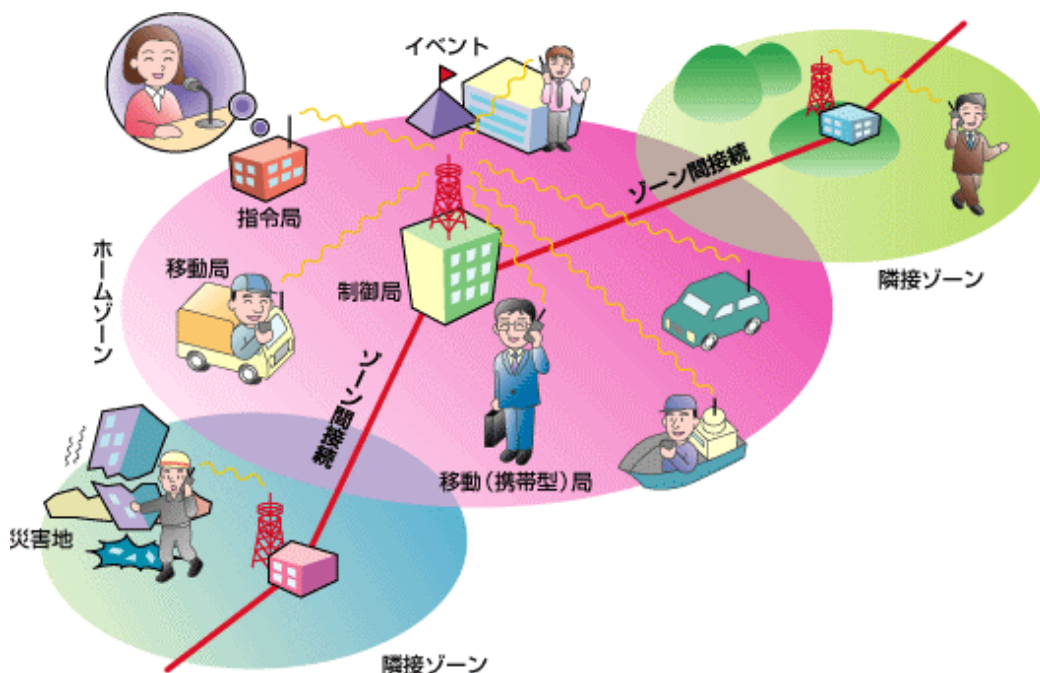 イベント
指令局
ゾーン間接続
隣接ゾーン
ホームゾーン
移動局
制御局
ゾーン間接続
移動(携帯型)局
災害地
隣接ゾーン